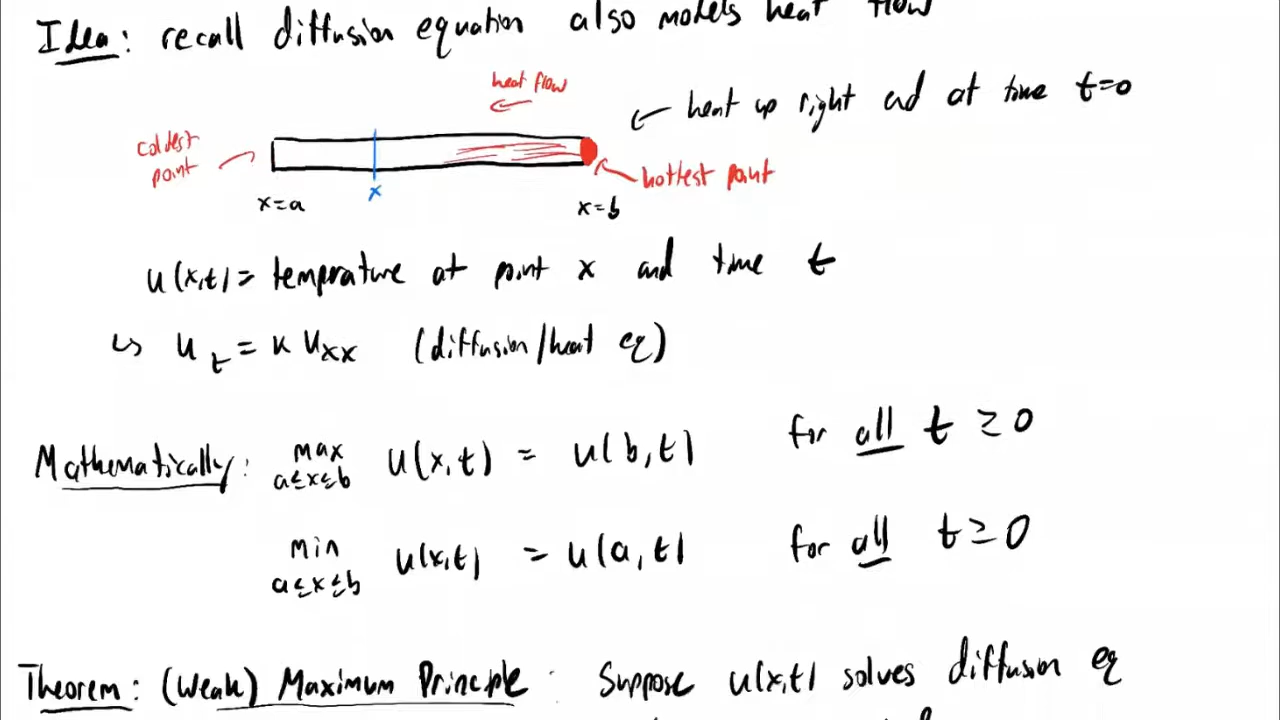 Idea: recall diffusion equation also models heat flow
heat flow
heat up right end at time t=0
coldest
point
hottest point
x
x=a
x=b
u(x,t)= temprature at point x and time t
↳ u_t = k u_xx (diffusion/heat eq)
Mathematically: max a≤x≤b u(x,t) = u(b,t) for all t ≥ 0
min a≤x≤b u(x,t) = u(a,t) for all t ≥ 0
Theorem: (Weak) Maximum Principle: Suppose u(x,t) solves diffusion eq